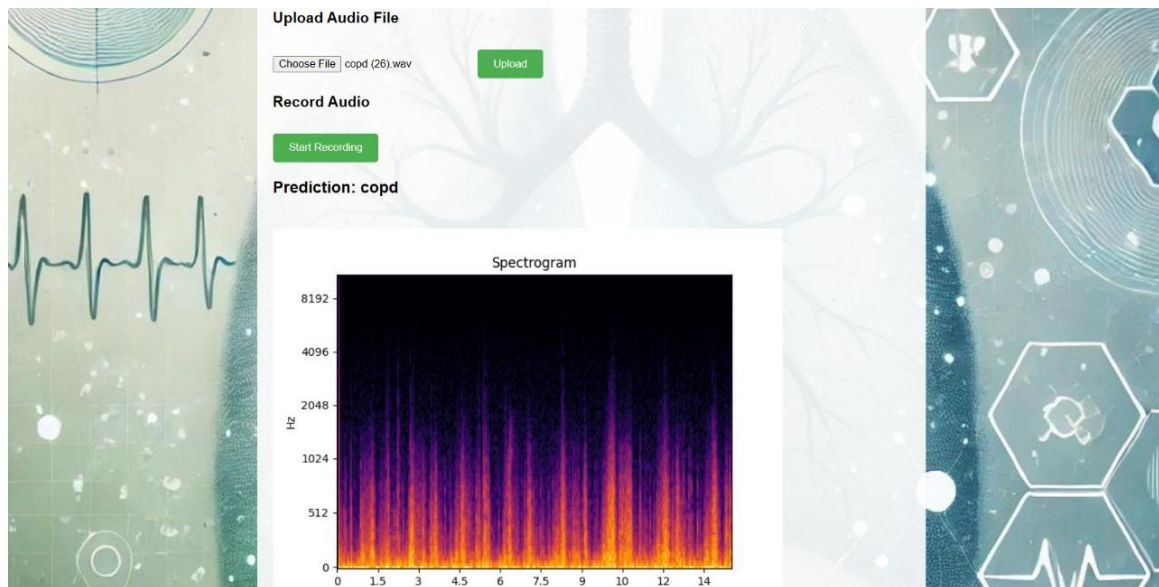 Upload Audio File
Choose File copd (26).wav Upload
Record Audio
Start Recording
Prediction: copd
Spectrogram
8192
4096
2048
Hz
1024
512
0
0 1.5 3 4.5 6 7.5 9 10 12 14